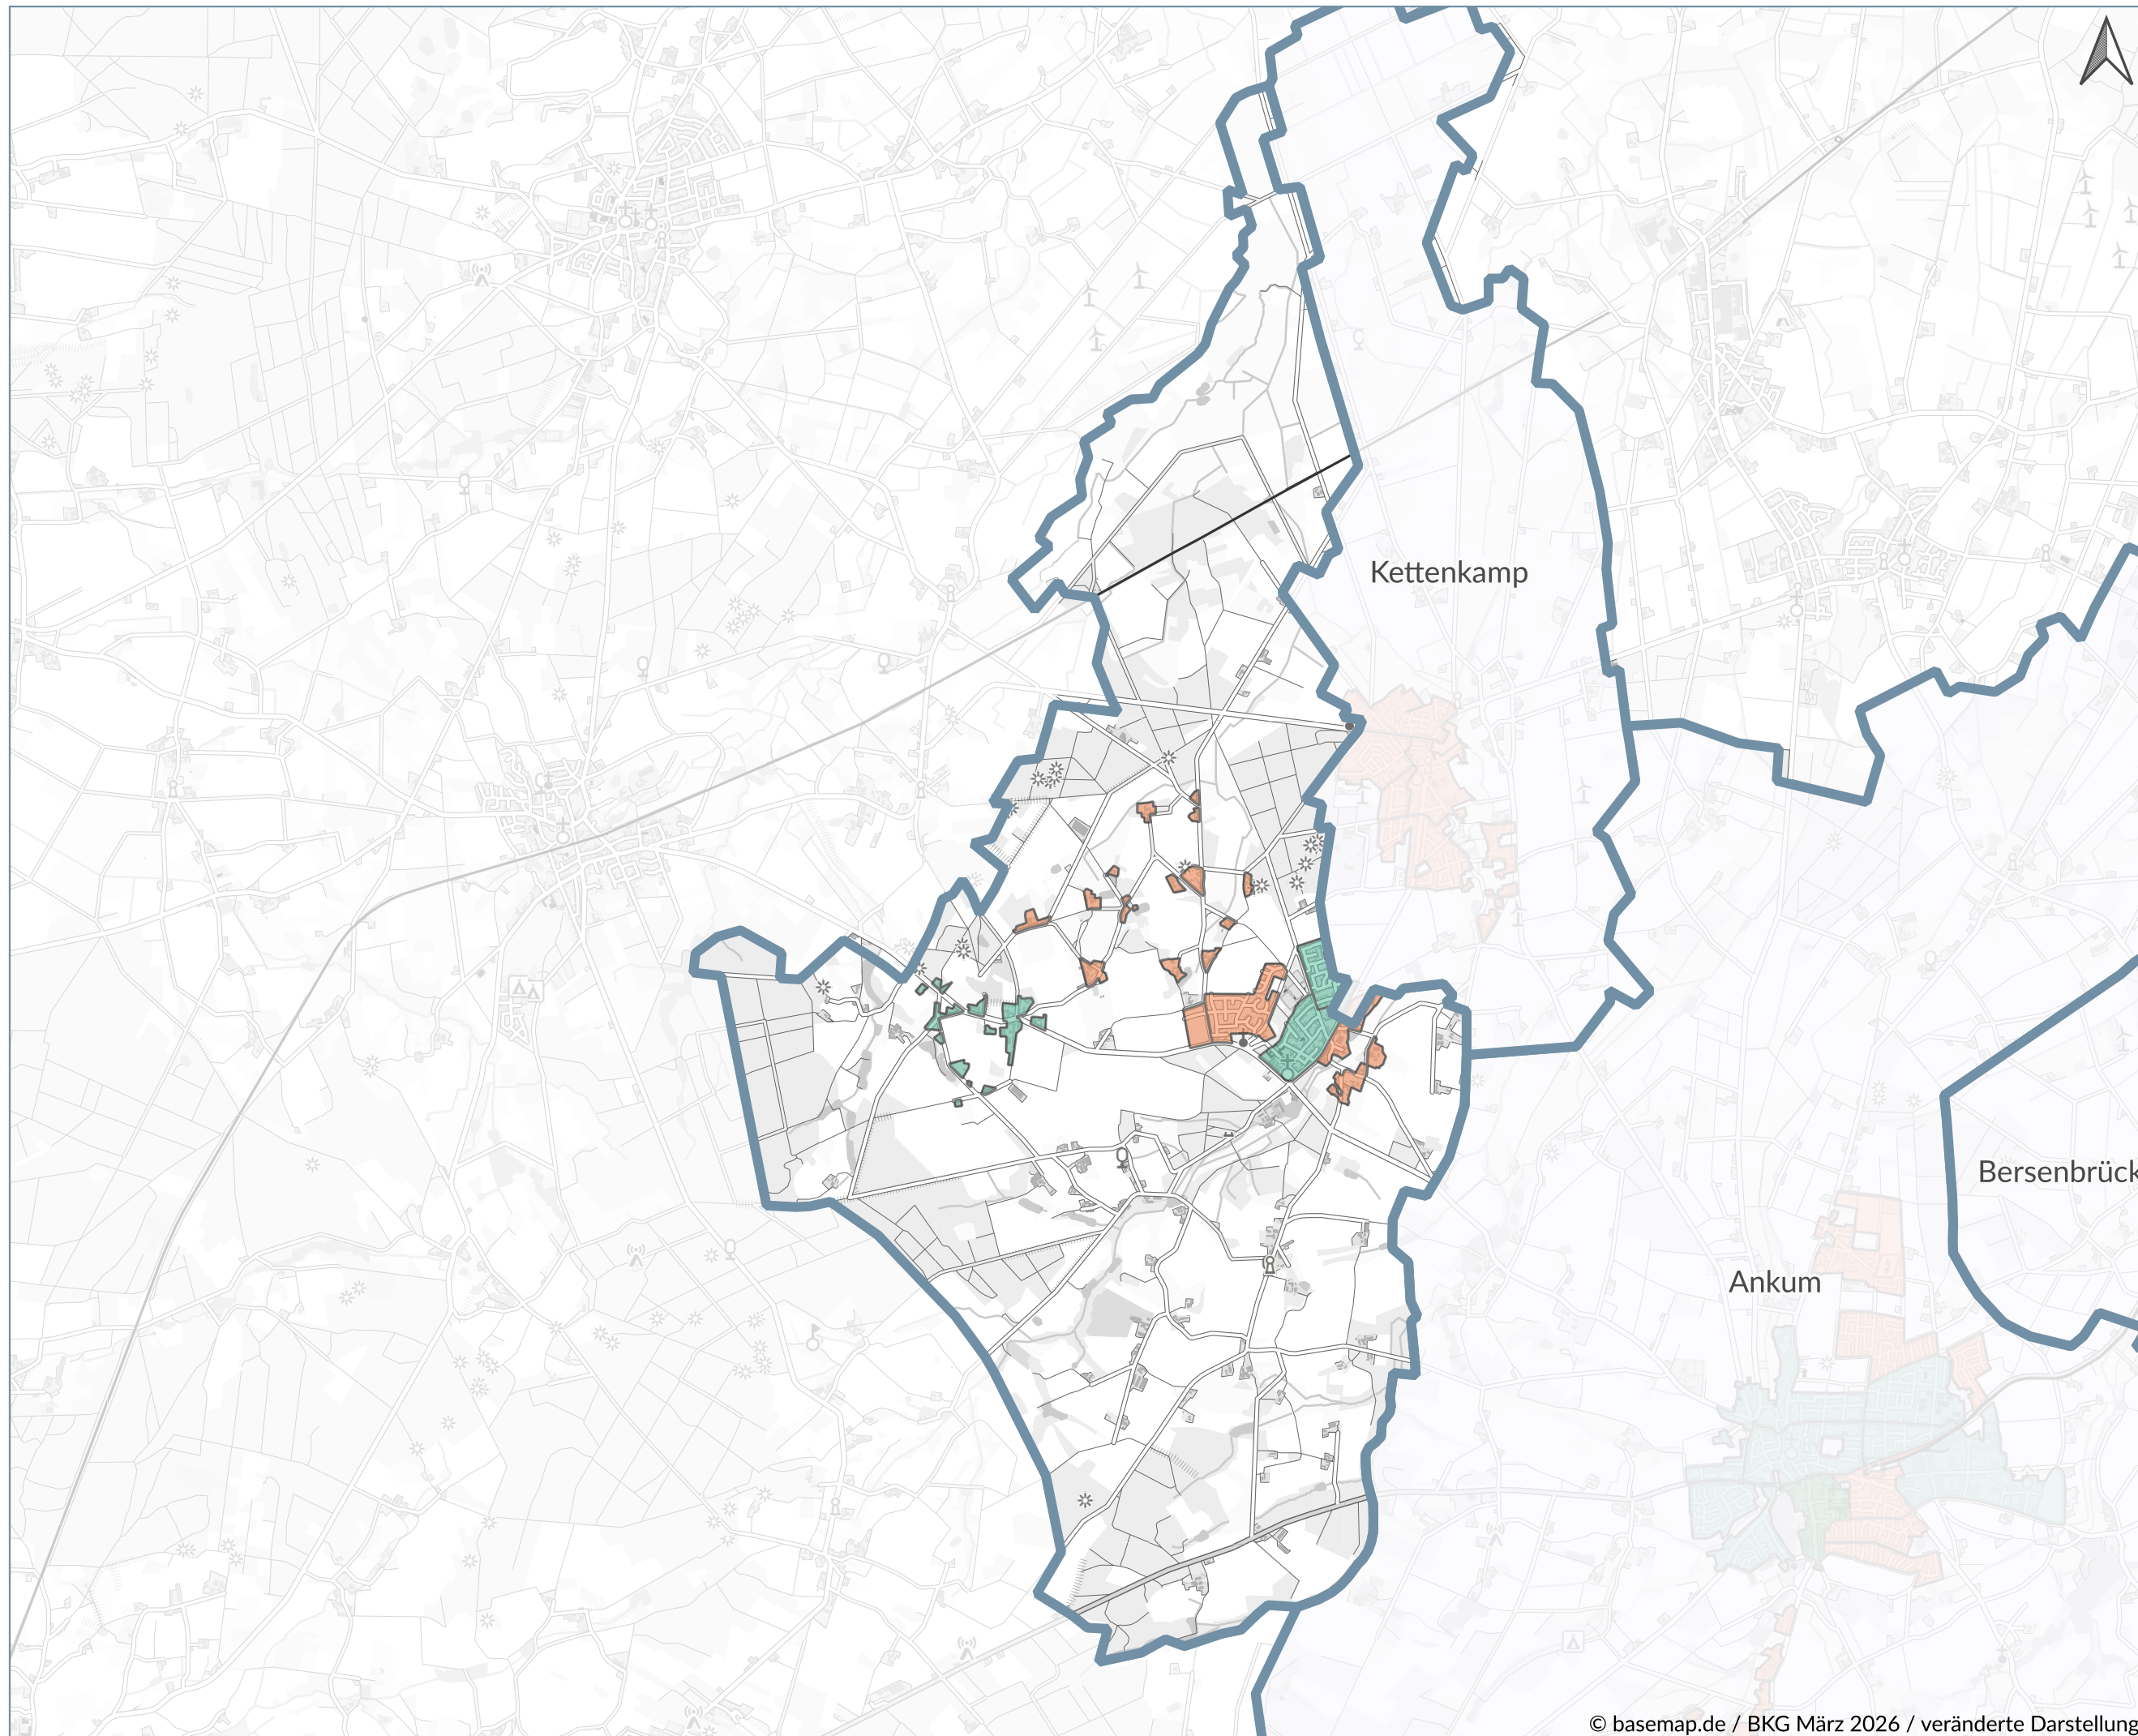 Kettenkamp
Bersenbrück
Ankum
© basemap.de / BKG März 2026 / veränderte Darstellung